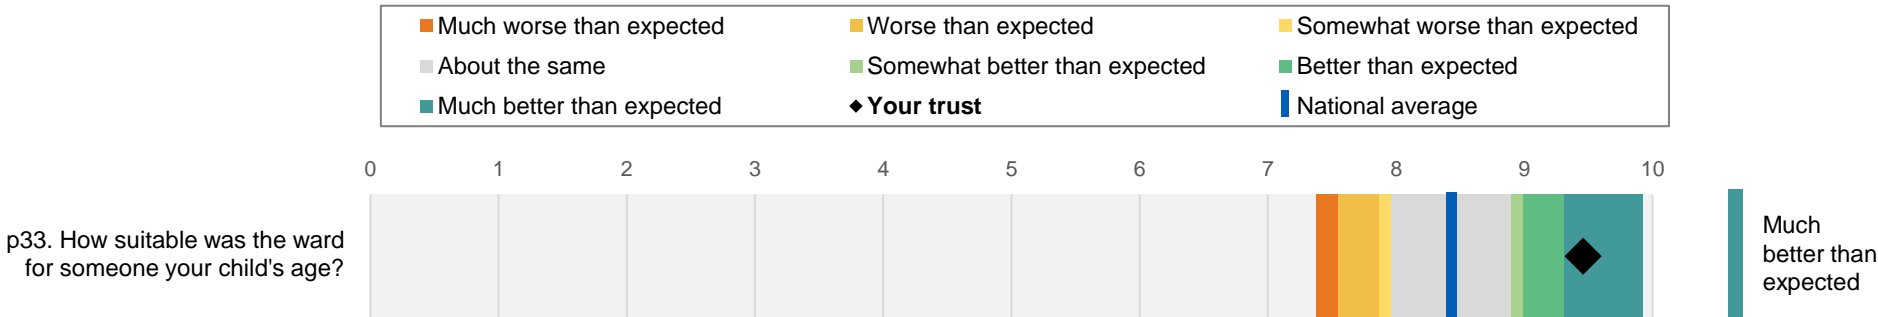 Much worse than expected
Worse than expected
Somewhat worse than expected
About the same
Somewhat better than expected
Better than expected
Much better than expected
Your trust
National average
0 1 2 3 4 5 6 7 8 9 10
p33. How suitable was the ward
for someone your child's age?
Much
better than
expected